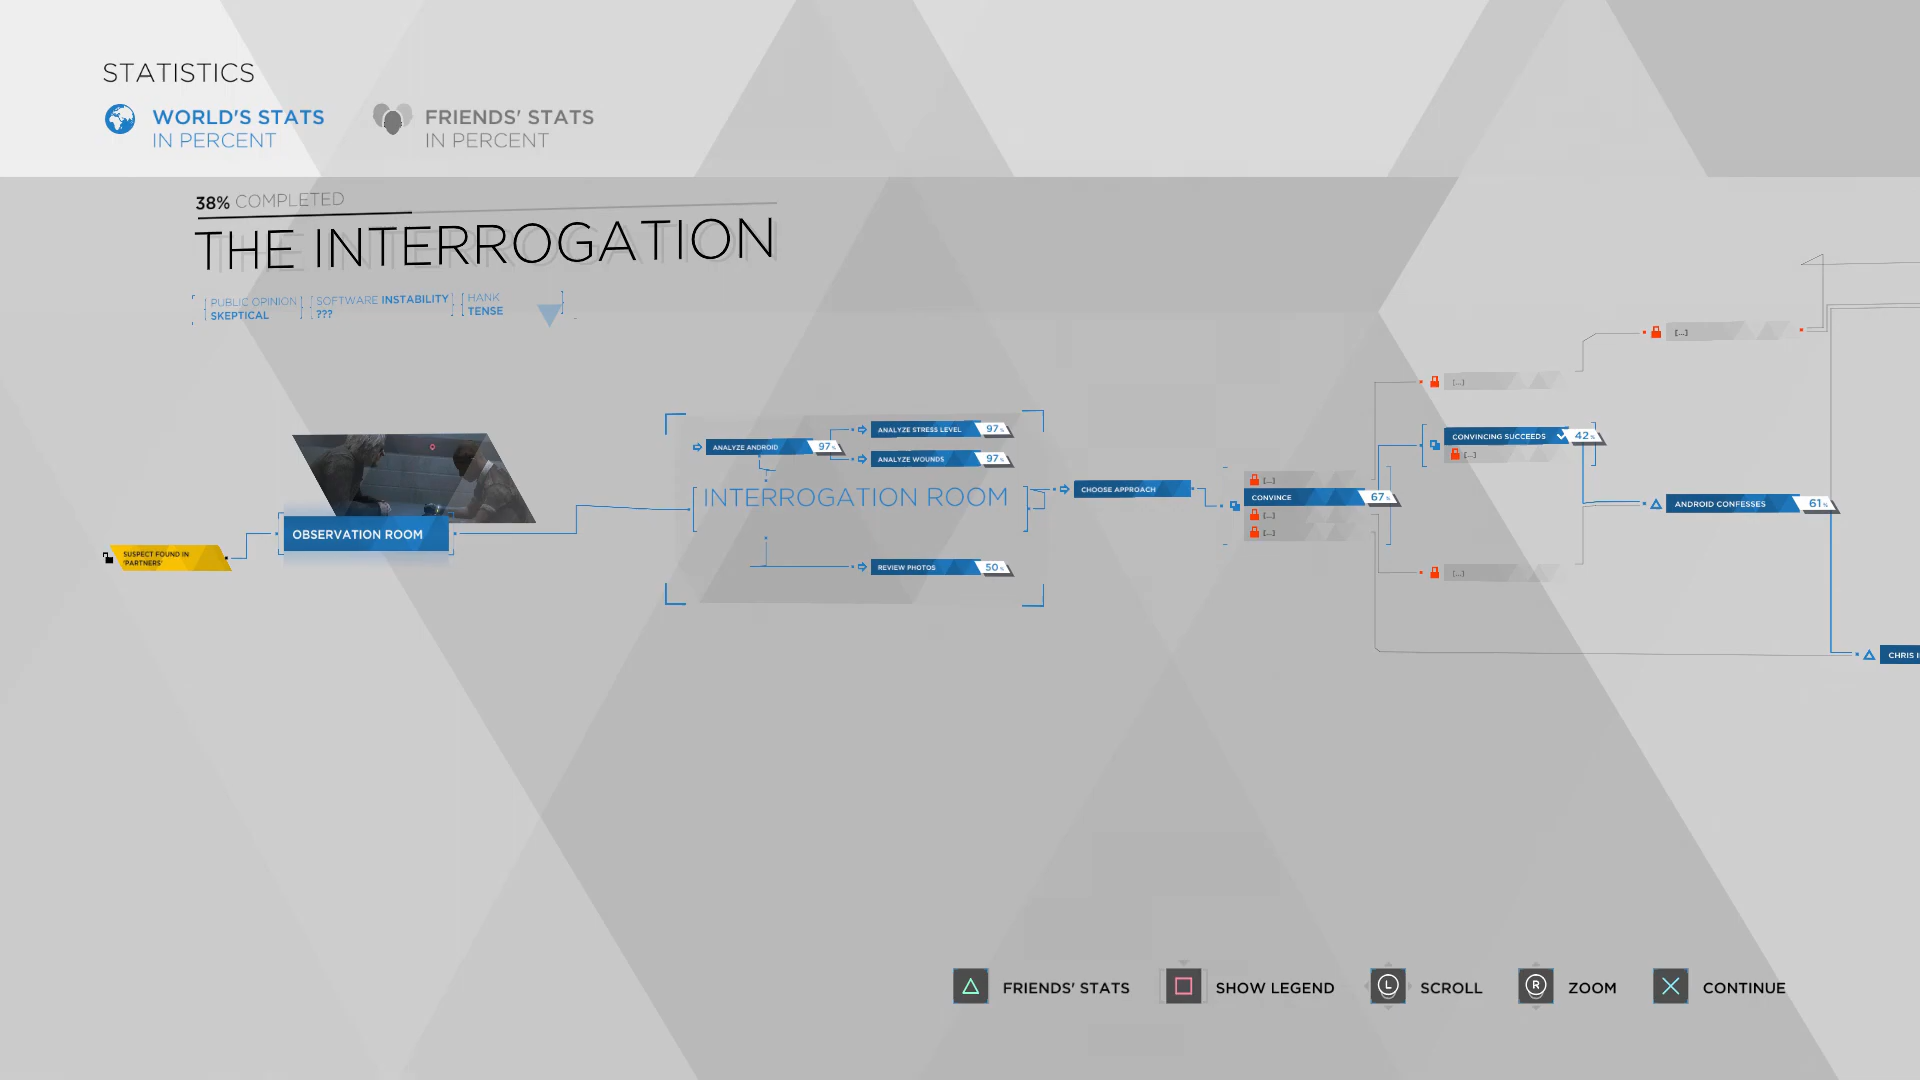 STATISTICS
WORLD'S STATS
IN PERCENT
FRIENDS' STATS
IN PERCENT
38% COMPLETED
THE INTERROGATION
PUBLIC OPINION
SKEPTICAL
SOFTWARE INSTABILITY
???
HANK
TENSE
SUSPECT FOUND IN
'PARTNERS'
OBSERVATION ROOM
ANALYZE ANDROID 97%
ANALYZE STRESS LEVEL 97%
ANALYZE WOUNDS 97%
INTERROGATION ROOM
REVIEW PHOTOS 50%
CHOOSE APPROACH
[...]
CONVINCE 67%
[...]
[...]
[...]
CONVINCING SUCCEEDS 42%
[...]
[...]
[...]
ANDROID CONFESSES 61%
CHRIS I
FRIENDS' STATS
SHOW LEGEND
L SCROLL
R ZOOM
CONTINUE